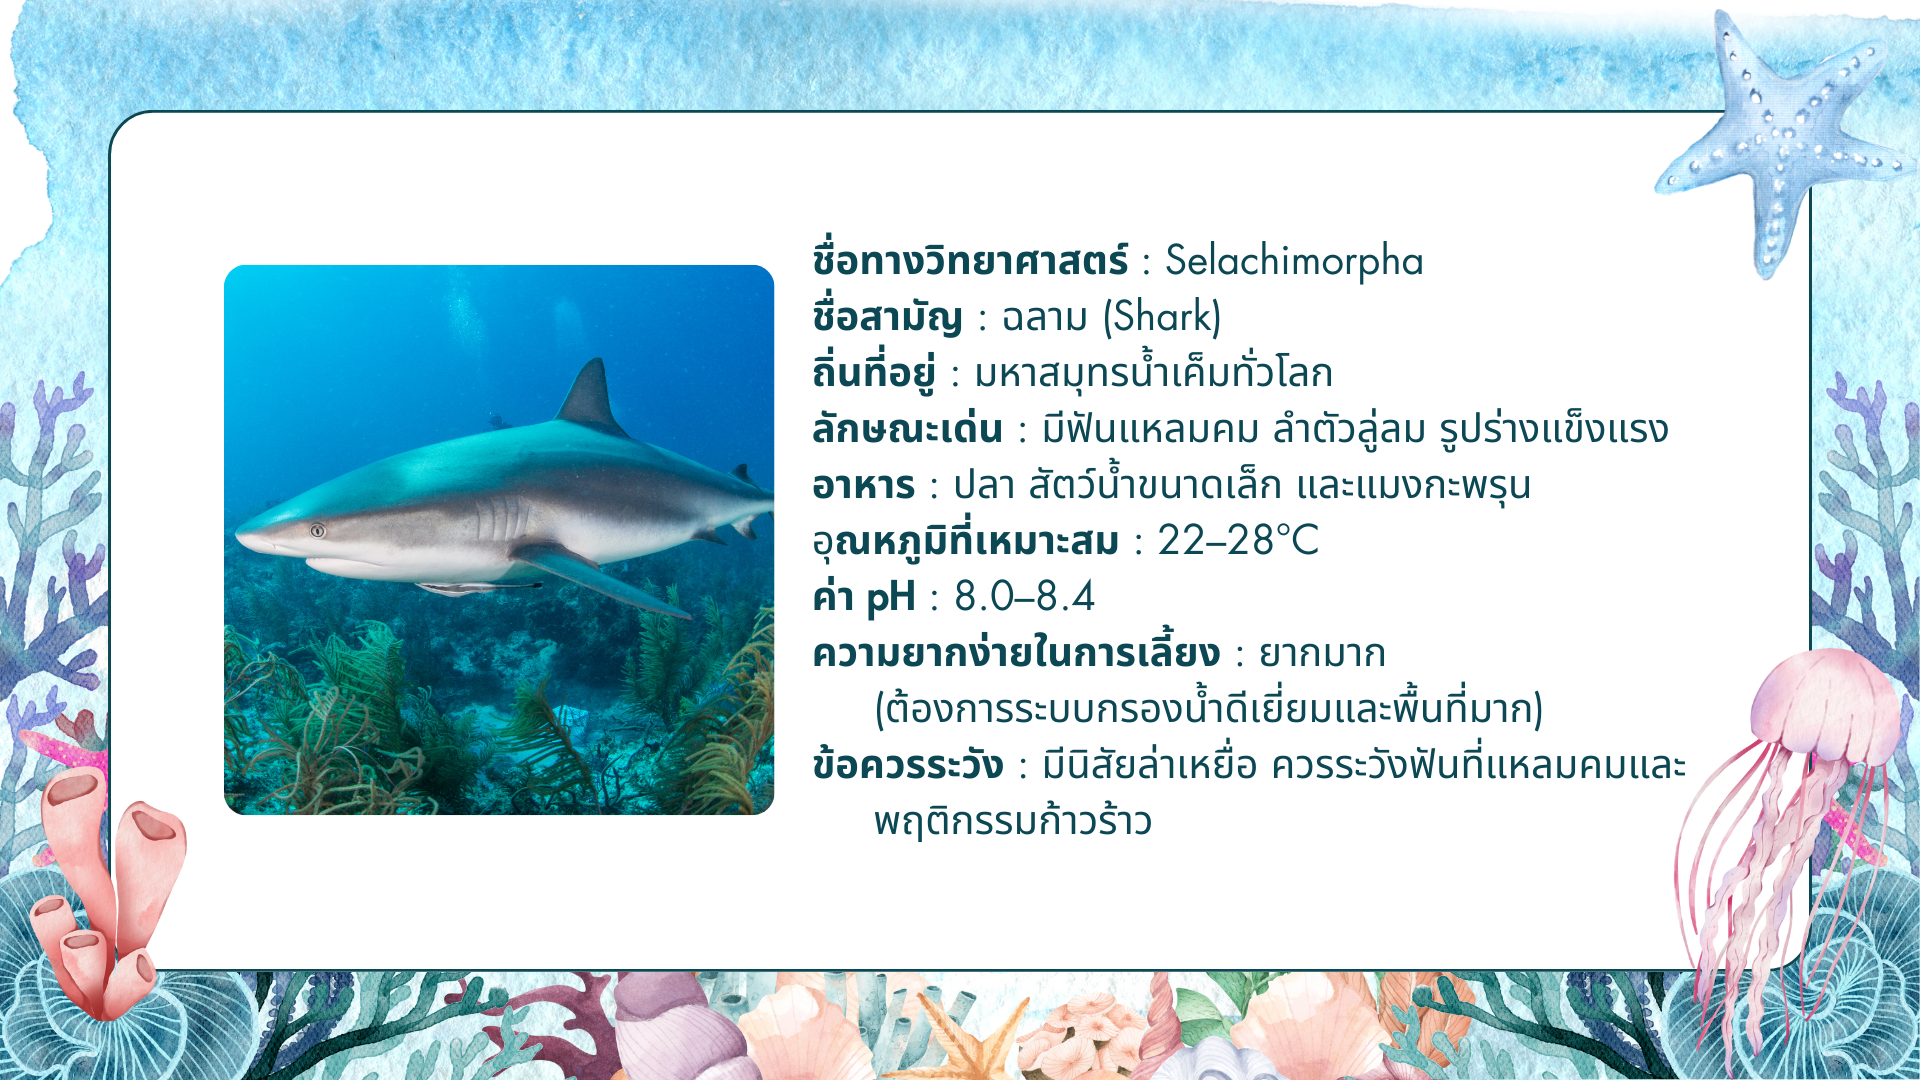 ชื่อทางวิทยาศาสตร์ : Selachimorpha
ชื่อสามัญ : ฉลาม (Shark)
ถิ่นที่อยู่ : มหาสมุทรน้ำเค็มทั่วโลก
ลักษณะเด่น : มีฟันแหลมคม ลำตัวลู่ลม รูปร่างแข็งแรง
อาหาร : ปลา สัตว์น้ำขนาดเล็ก และแมงกะพรุน
อุณหภูมิที่เหมาะสม : 22–28°C
ค่า pH : 8.0–8.4
ความยากง่ายในการเลี้ยง : ยากมาก
(ต้องการระบบกรองน้ำดีเยี่ยมและพื้นที่มาก)
ข้อควรระวัง : มีนิสัยล่าเหยื่อ ควรระวังฟันที่แหลมคมและ
พฤติกรรมก้าวร้าว